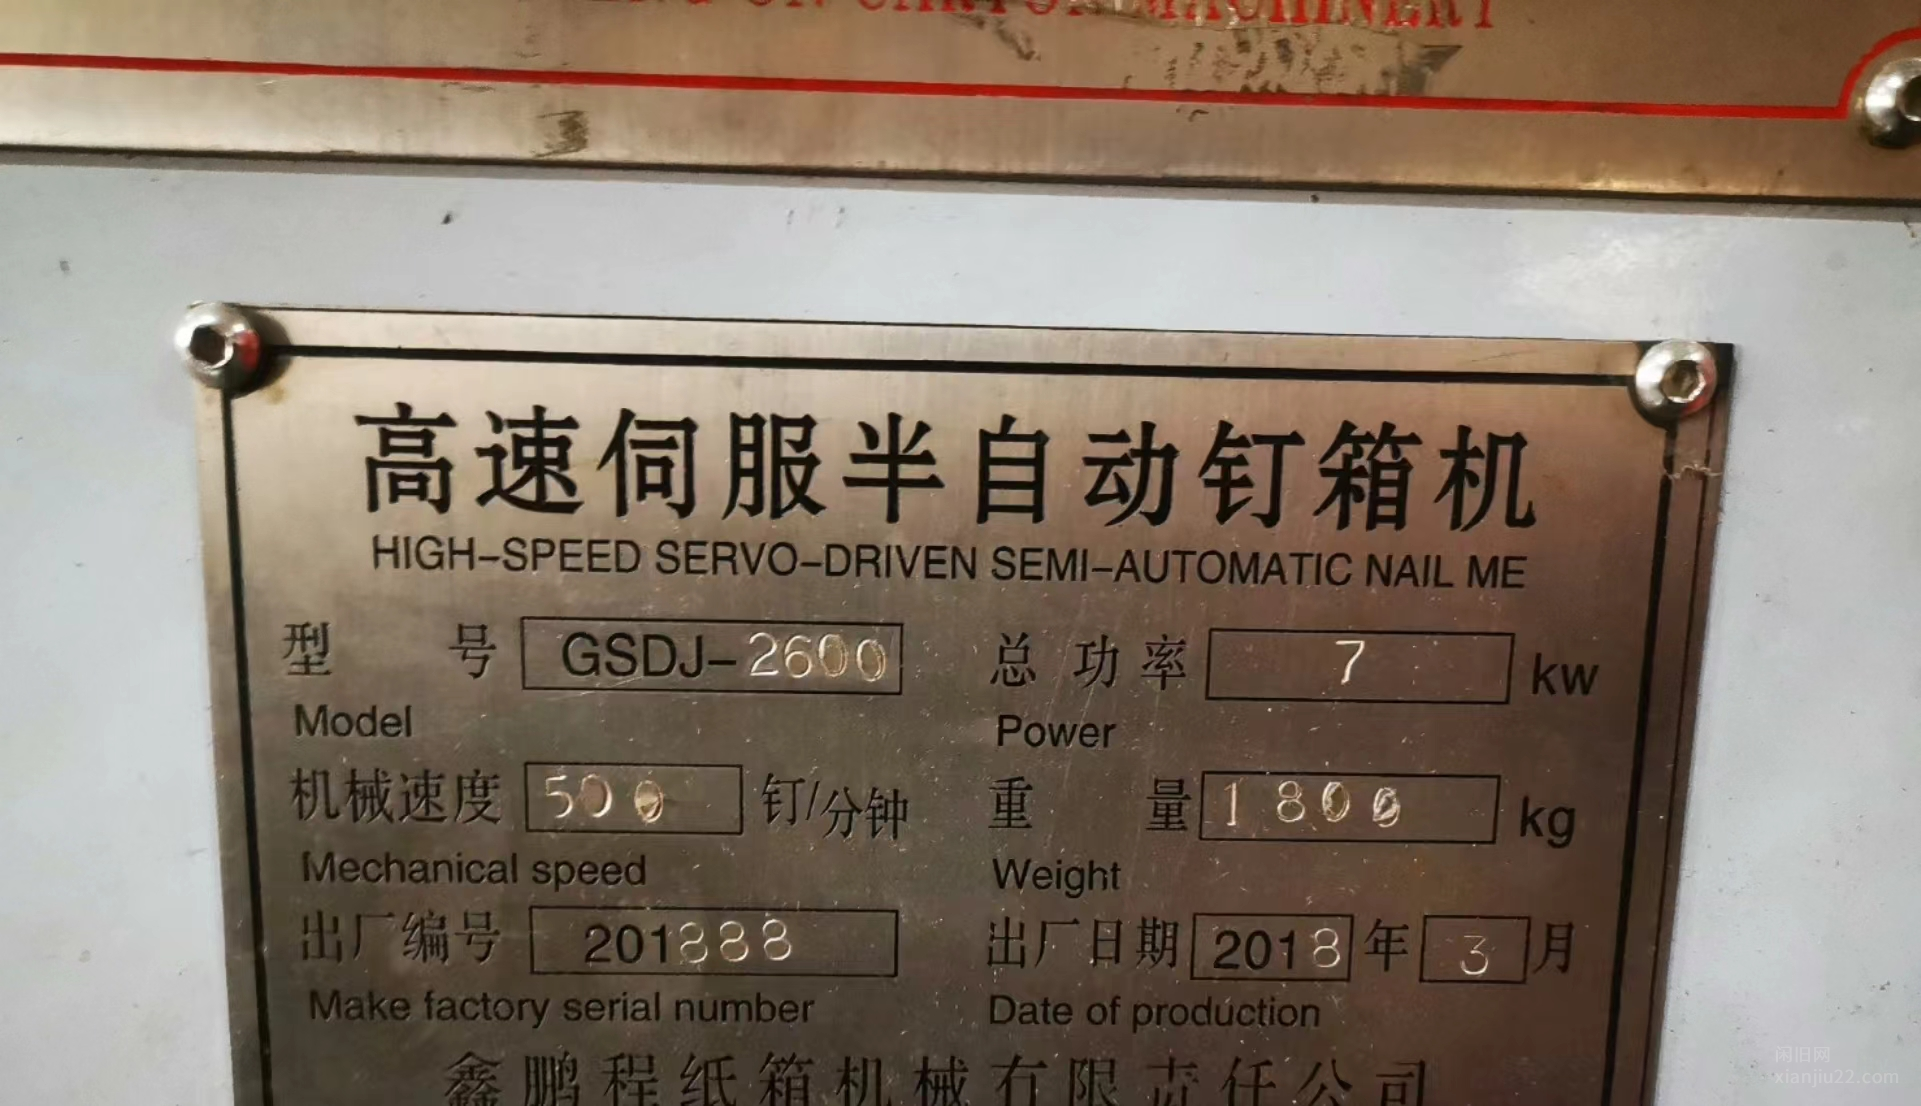 ON CARTON MACHINERY
高速伺服半自动钉箱机
HIGH-SPEED SERVO-DRIVEN SEMI-AUTOMATIC NAIL ME
型 号 GSDJ-2600 总功率 7 kw
Model Power
机械速度 500 钉/分钟 重 量 1800 kg
Mechanical speed Weight
出厂编号 201888 出厂日期 2018 年 3 月
Make factory serial number Date of production
鑫鹏程纸箱机械有限责任公司
闲旧网
xianjiu22.com